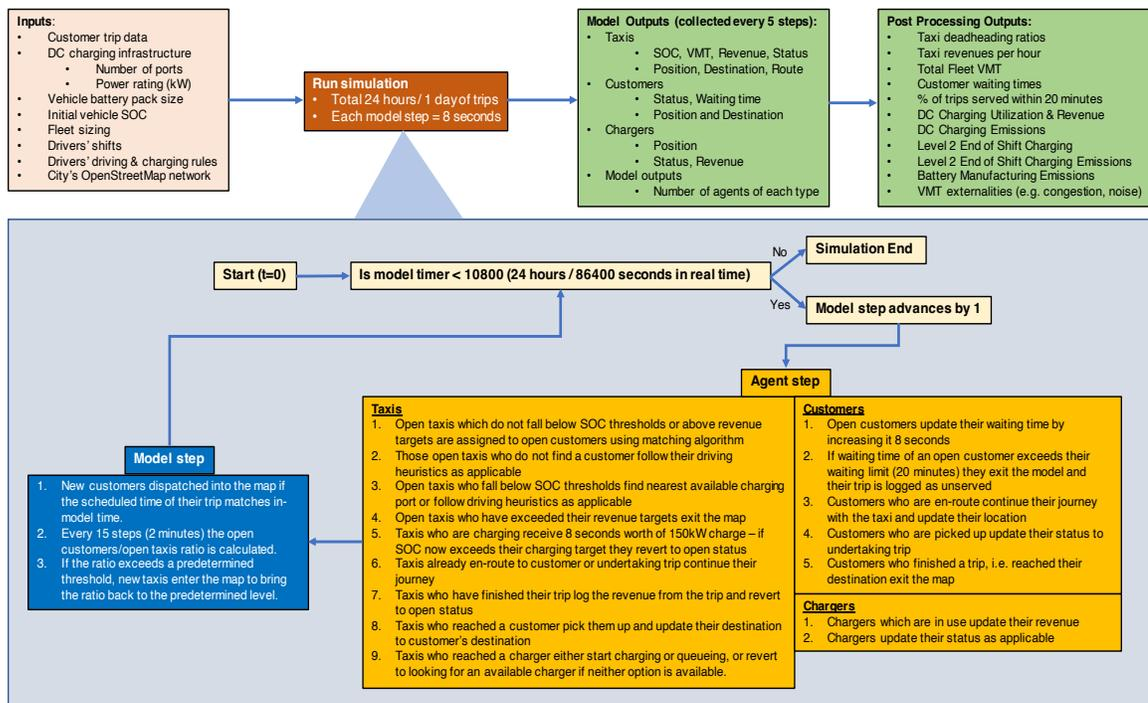 Inputs:
• Customer trip data
• DC charging infrastructure
• Number of ports
• Power rating (kW)
• Vehicle battery pack size
• Initial vehicle SOC
• Fleet sizing
• Drivers' shifts
• Drivers' driving & charging rules
• City's OpenStreetMap network
Run simulation
• Total 24 hours / 1 day of trips
• Each model step = 8 seconds
Model Outputs (collected every 5 steps):
• Taxis
• SOC, VMT, Revenue, Status
• Position, Destination, Route
• Customers
• Status, Waiting time
• Position and Destination
• Chargers
• Position
• Status, Revenue
• Model outputs
• Number of agents of each type
Post Processing Outputs:
• Taxi deadheading ratios
• Taxi revenues per hour
• Total Fleet VMT
• Customer waiting times
• % of trips served within 20 minutes
• DC Charging Utilization & Revenue
• DC Charging Emissions
• Level 2 End of Shift Charging
• Level 2 End of Shift Charging Emissions
• Battery Manufacturing Emissions
• VMT externalities (e.g. congestion, noise)
Start (t=0)
Is model timer < 10800 (24 hours / 86400 seconds in real time)
No
Simulation End
Yes
Model step advances by 1
Agent step
Taxis
1. Open taxis which do not fall below SOC thresholds or above revenue
targets are assigned to open customers using matching algorithm
2. Those open taxis who do not find a customer follow their driving
heuristics as applicable
3. Open taxis who fall below SOC thresholds find nearest available charging
port or follow driving heuristics as applicable
4. Open taxis who have exceeded their revenue targets exit the map
5. Taxis who are charging receive 8 seconds worth of 150kW charge – if
SOC now exceeds their charging target they revert to open status
6. Taxis already en-route to customer or undertaking trip continue their
journey
7. Taxis who have finished their trip log the revenue from the trip and revert
to open status
8. Taxis who reached a customer pick them up and update their destination
to customer's destination
9. Taxis who reached a charger either start charging or queueing, or revert
to looking for an available charger if neither option is available.
Customers
1. Open customers update their waiting time by
increasing it 8 seconds
2. If waiting time of an open customer exceeds their
waiting limit (20 minutes) they exit the model and
their trip is logged as unserved
3. Customers who are en-route continue their journey
with the taxi and update their location
4. Customers who are picked up update their status to
undertaking trip
5. Customers who finished a trip, i.e. reached their
destination exit the map
Chargers
1. Chargers which are in use update their revenue
2. Chargers update their status as applicable
Model step
1. New customers dispatched into the map if
the scheduled time of their trip matches in-
model time.
2. Every 15 steps (2 minutes) the open
customers/open taxis ratio is calculated.
3. If the ratio exceeds a predetermined
threshold, new taxis enter the map to bring
the ratio back to the predetermined level.